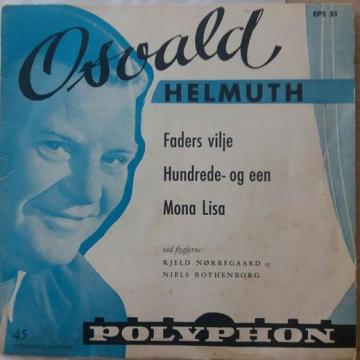 EPS 51
Osvald
HELMUTH
Faders vilje
Hundrede- og een
Mona Lisa
ved flyglerne:
KJELD NØRREGAARD og
NIELS ROTHENBORG
45
POLYPHON